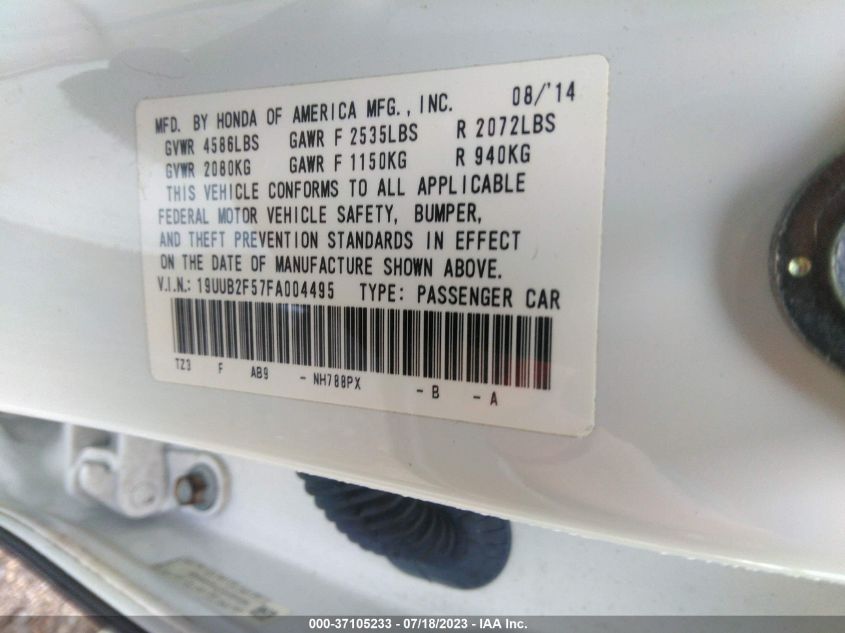 MFD. BY HONDA OF AMERICA MFG., INC. 08/'14
GVWR 4586LBS GAWR F 2535LBS R 2072LBS
GVWR 2080KG GAWR F 1150KG R 940KG
THIS VEHICLE CONFORMS TO ALL APPLICABLE
FEDERAL MOTOR VEHICLE SAFETY, BUMPER,
AND THEFT PREVENTION STANDARDS IN EFFECT
ON THE DATE OF MANUFACTURE SHOWN ABOVE.
V.I.N.: 19UUB2F57FA004495 TYPE: PASSENGER CAR
TZ3 F AB9 - NH788PX - B - A
000-37105233 - 07/18/2023 - IAA Inc.